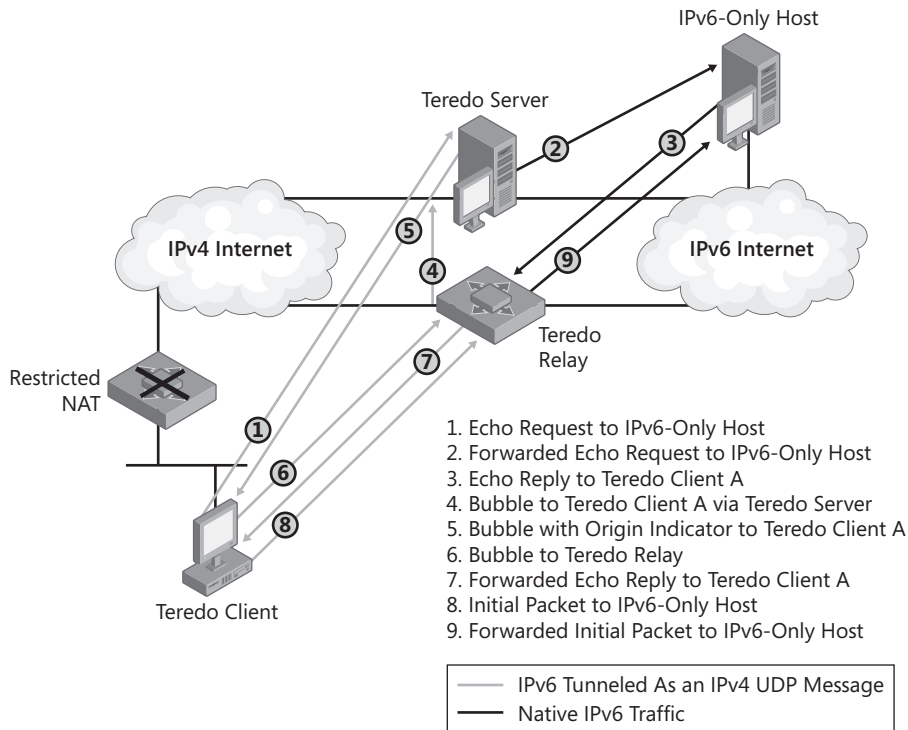 IPv6-Only Host
Teredo Server
2
3
5
IPv4 Internet
IPv6 Internet
4
9
Teredo
Relay
7
Restricted
NAT
1
6
8
Teredo Client
1. Echo Request to IPv6-Only Host
2. Forwarded Echo Request to IPv6-Only Host
3. Echo Reply to Teredo Client A
4. Bubble to Teredo Client A via Teredo Server
5. Bubble with Origin Indicator to Teredo Client A
6. Bubble to Teredo Relay
7. Forwarded Echo Reply to Teredo Client A
8. Initial Packet to IPv6-Only Host
9. Forwarded Initial Packet to IPv6-Only Host
IPv6 Tunneled As an IPv4 UDP Message
Native IPv6 Traffic